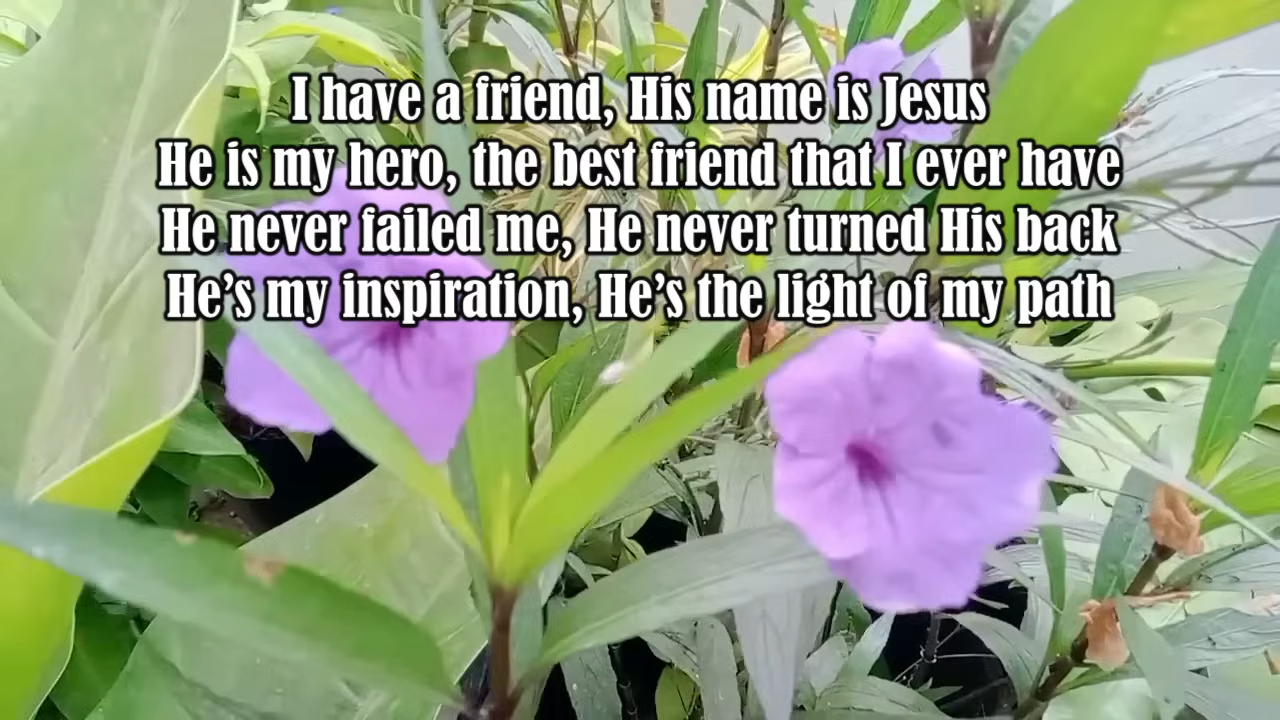 I have a friend, His name is Jesus
He is my hero, the best friend that I ever have
He never failed me, He never turned His back
He’s my inspiration, He’s the light of my path